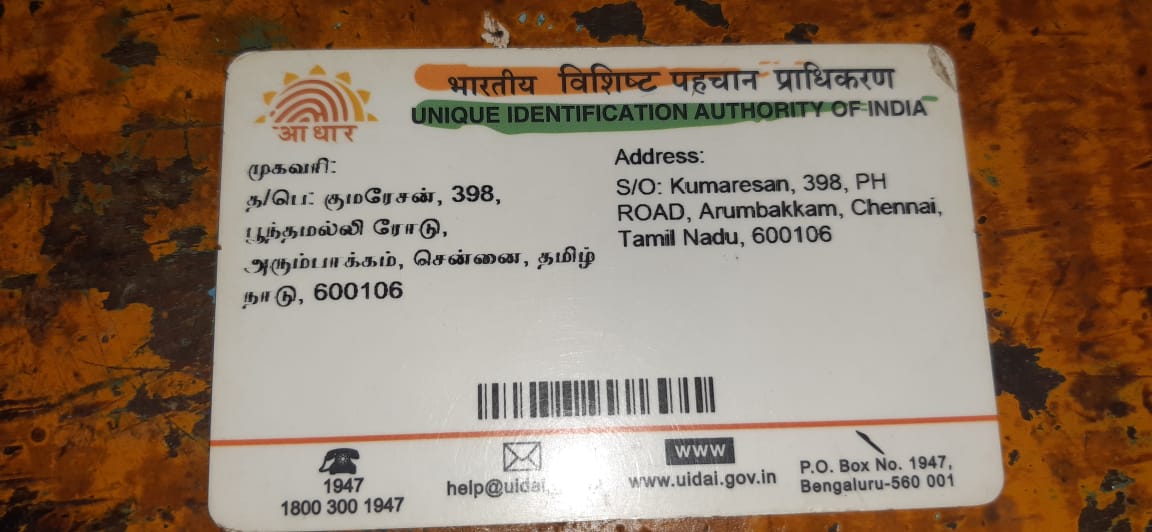 भारतीय विशिष्ट पहचान प्राधिकरण
UNIQUE IDENTIFICATION AUTHORITY OF INDIA
आधार
முகவரி:
த/பெ: குமரேசன், 398,
பூந்தமல்லி ரோடு,
அரும்பாக்கம், சென்னை, தமிழ்
நாடு, 600106
Address:
S/O: Kumaresan, 398, PH
ROAD, Arumbakkam, Chennai,
Tamil Nadu, 600106
1947
1800 300 1947
help@uidai
www
www.uidai.gov.in
P.O. Box No. 1947,
Bengaluru-560 001